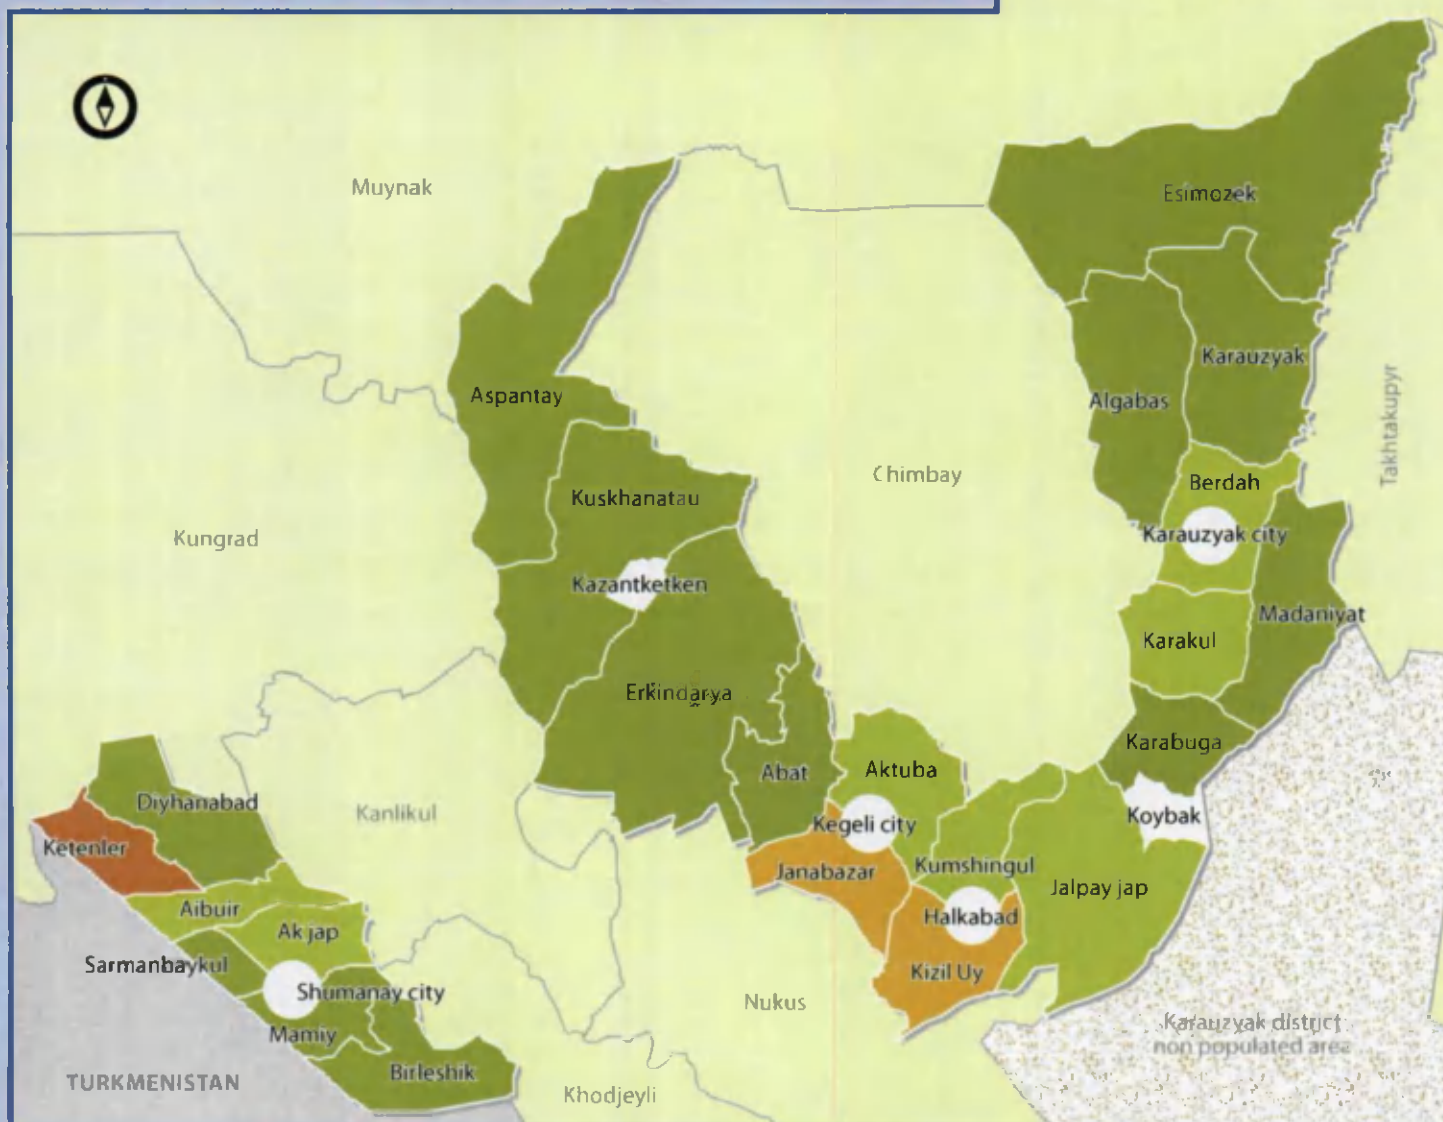 Muynak
Esimozek
Karauzyak
Aspantay
Algabas
Takhtakupyr
Chimbay
Berdah
Kuskhanatau
Kungrad
Karauzyak city
Kazantketken
Madaniyat
Karakul
Erkindarya
Karabuga
Abat
Aktuba
Diyhanabad
Kanlikul
Koybak
Kegeli city
Ketenler
Kumshingul
Janabazar
Jalpay jap
Aibuir
Halkabad
Ak jap
Sarmanbaykul
Kizil Uy
Shumanay city
Nukus
Karauzyak district
non populated area
Mamiy
Birleshik
TURKMENISTAN
Khodjeyli